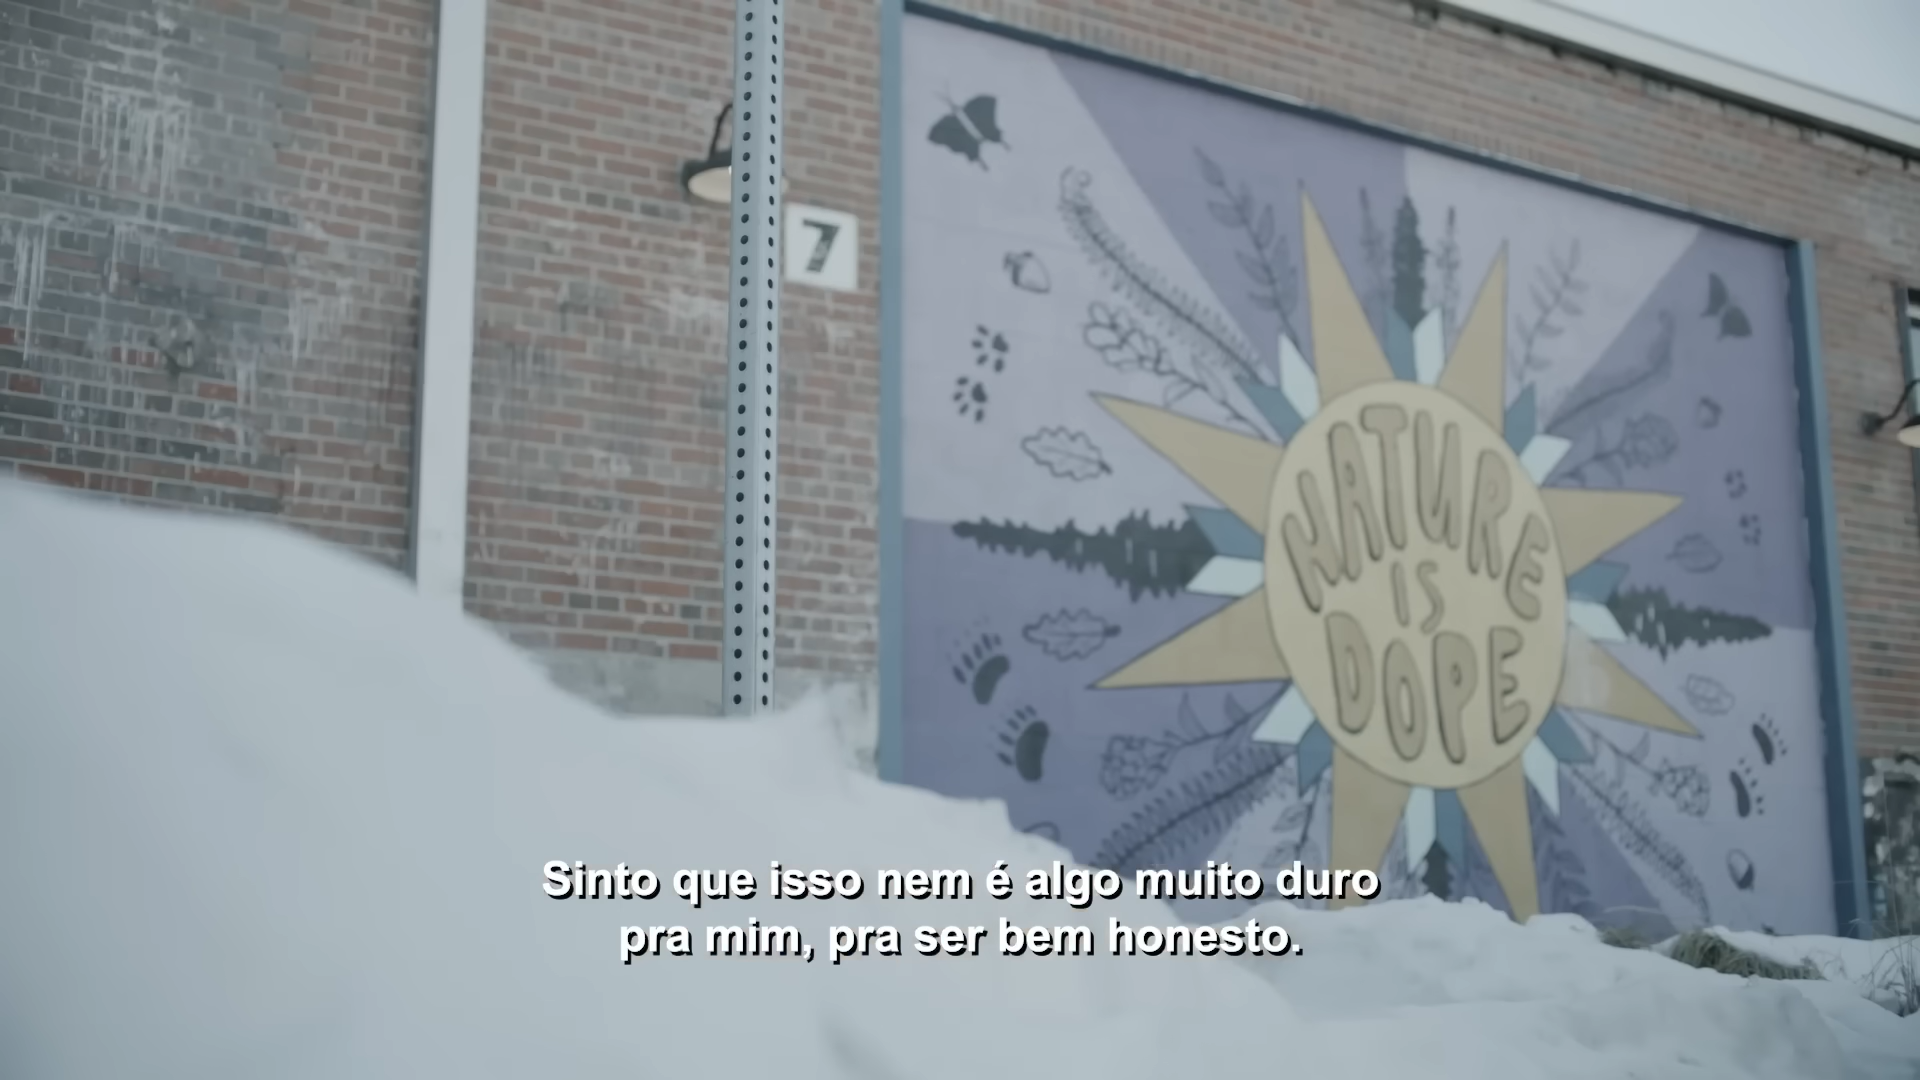 7
NATURE
IS
DOPE
Sinto que isso nem é algo muito duro
pra mim, pra ser bem honesto.